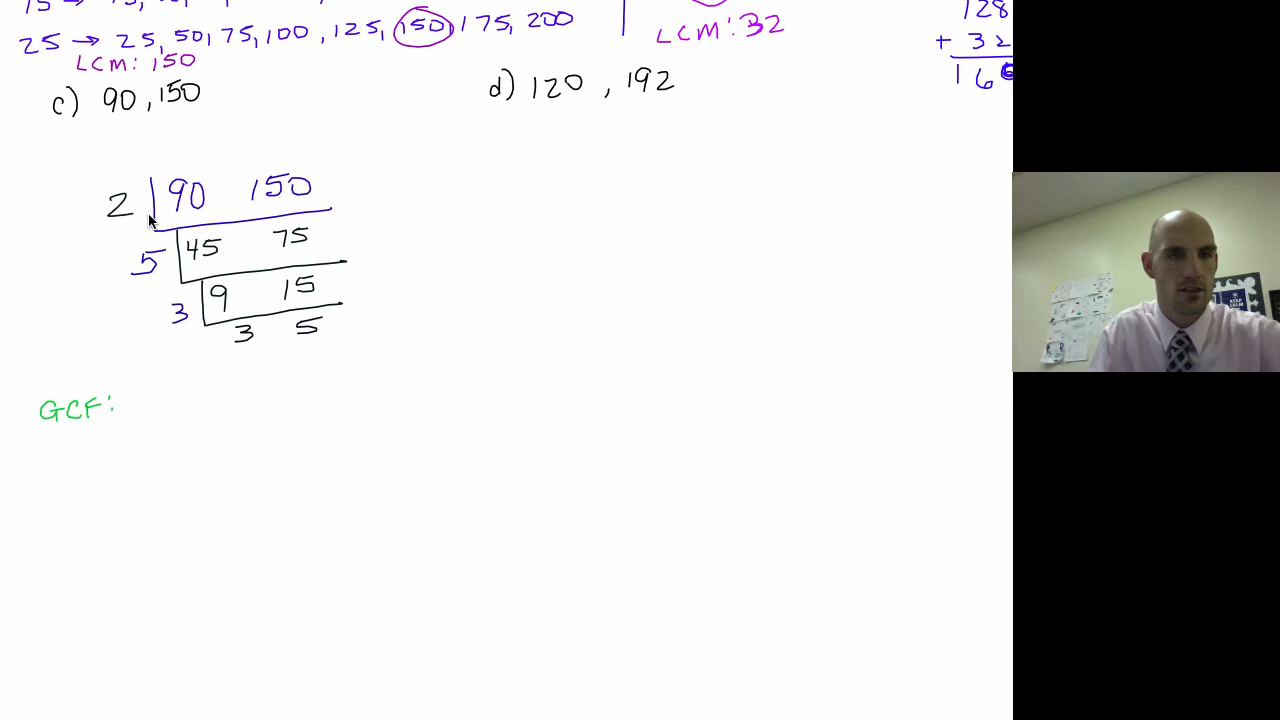 25 → 25, 50, 75, 100, 125, 150, 175, 200
LCM: 150
LCM: 32
128
+ 32
160
c) 90, 150
d) 120, 192
2 90 150
5 45 75
3 9 15
3 5
GCF: